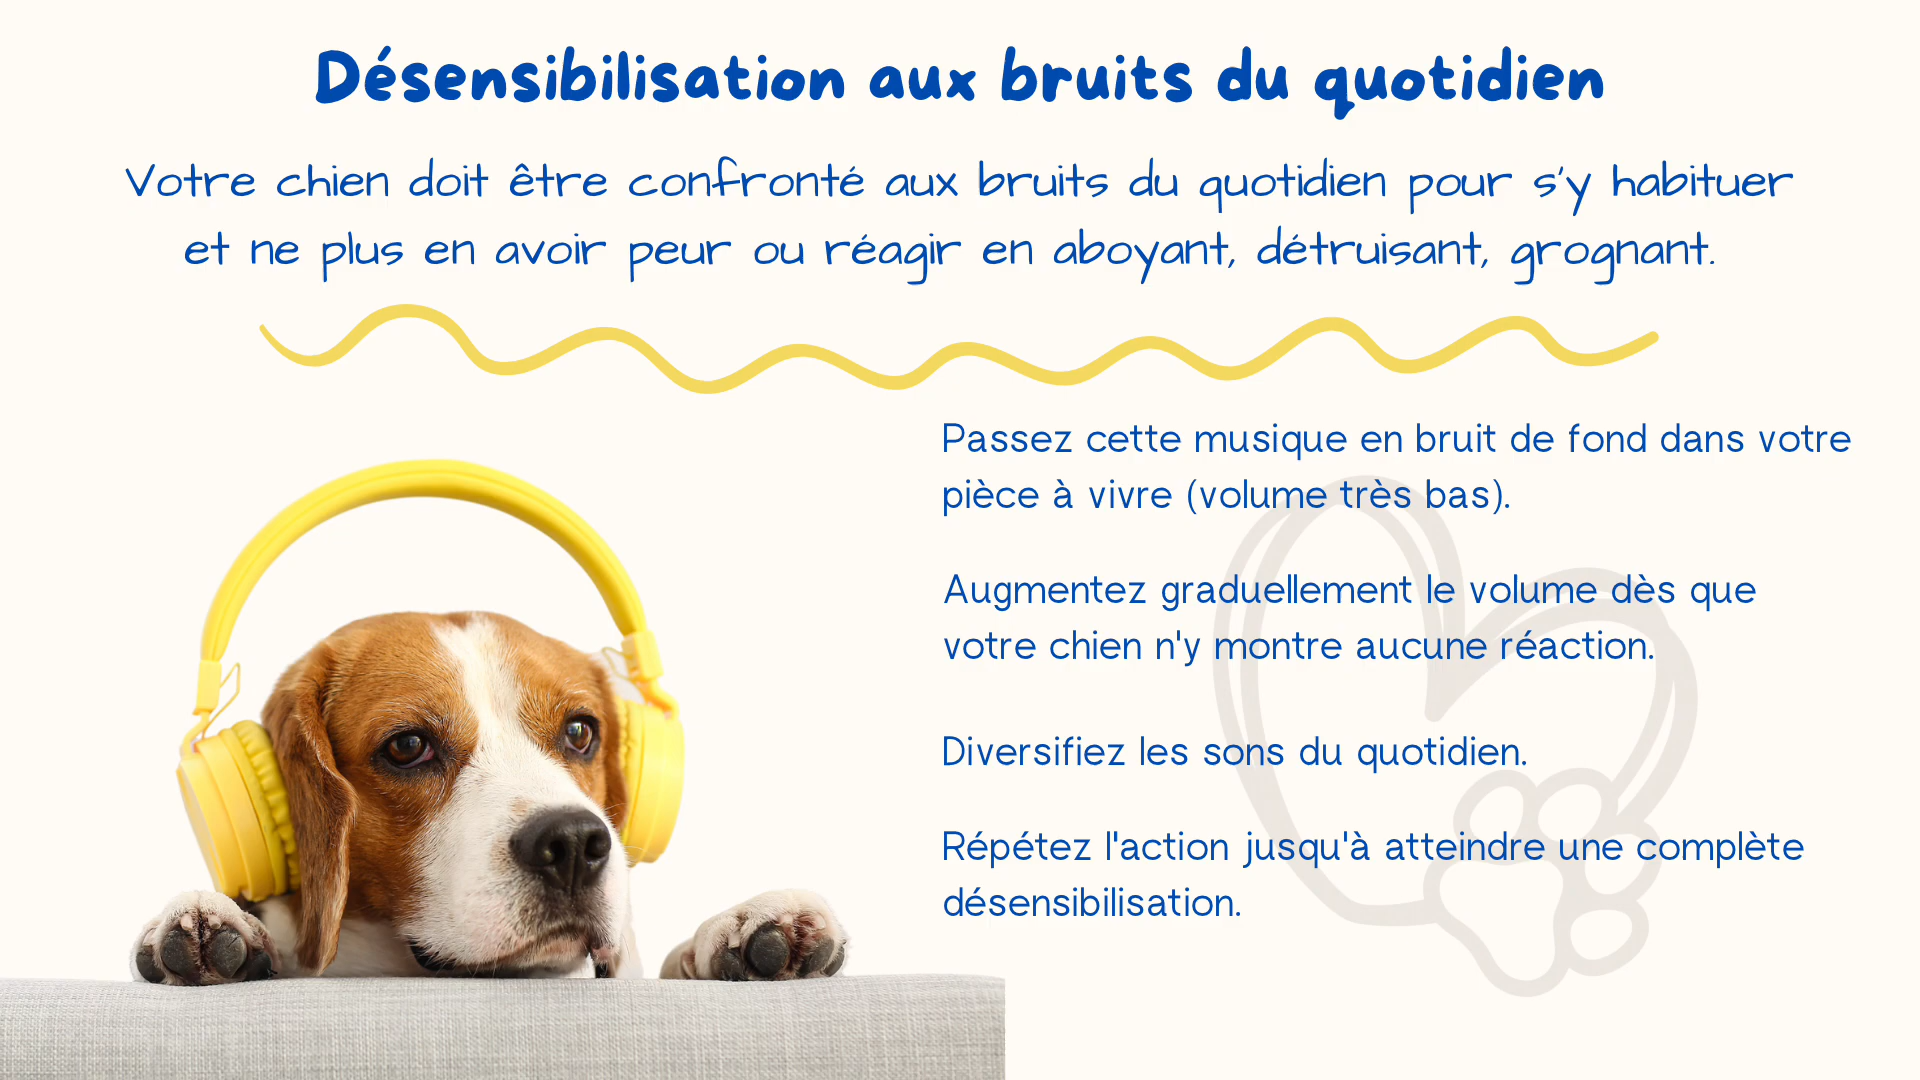 Désensibilisation aux bruits du quotidien
Votre chien doit être confronté aux bruits du quotidien pour s'y habituer
et ne plus en avoir peur ou réagir en aboyant, détruisant, grognant.
Passez cette musique en bruit de fond dans votre
pièce à vivre (volume très bas).
Augmentez graduellement le volume dès que
votre chien n'y montre aucune réaction.
Diversifiez les sons du quotidien.
Répétez l'action jusqu'à atteindre une complète
désensibilisation.